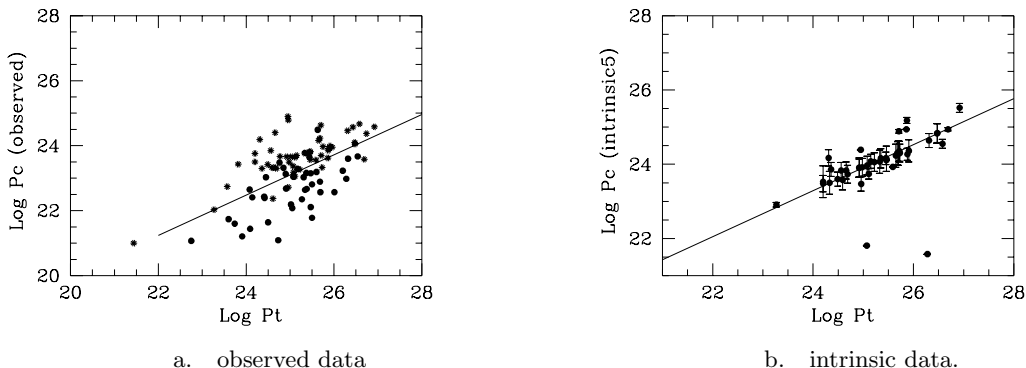 28
26
24
22
20
Log Pc (observed)
20 22 24 26 28
Log Pt
a. observed data
28
26
24
22
Log Pc (intrinsic5)
22 24 26 28
Log Pt
b. intrinsic data.